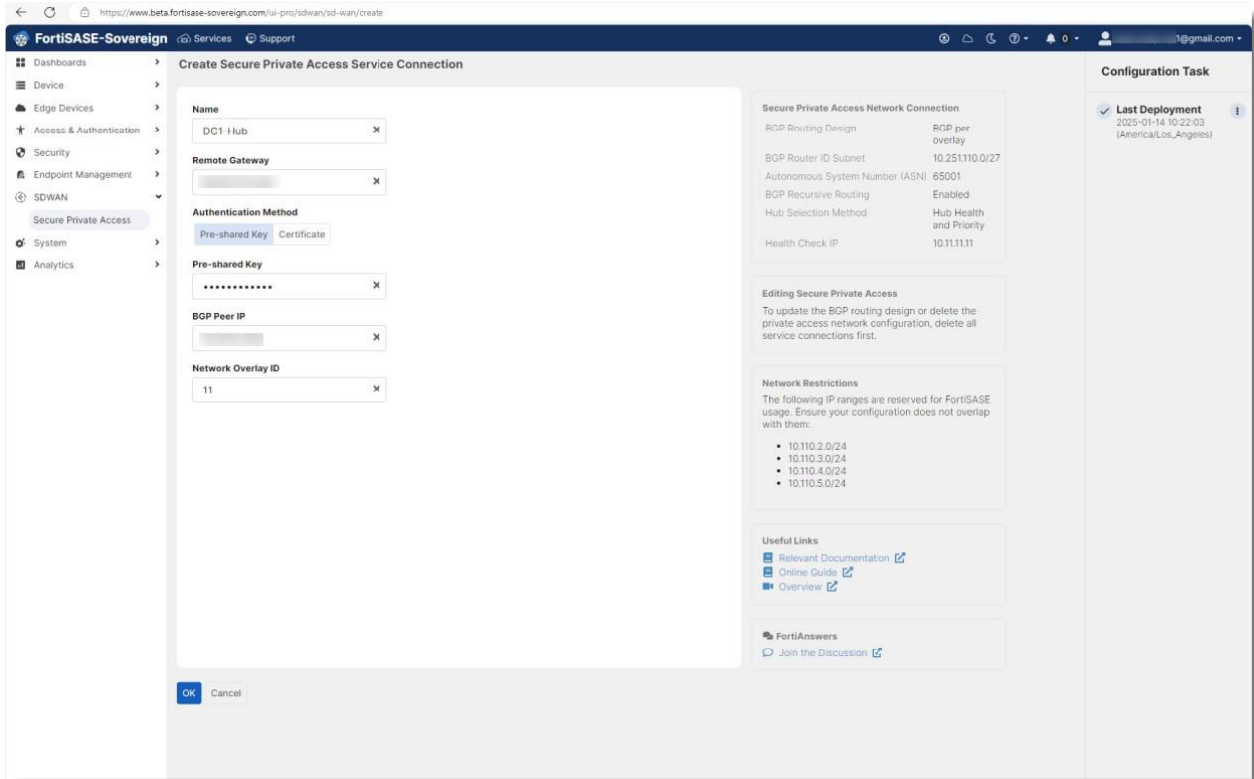 https://www.beta.fortisase-sovereign.com/ui-pro/sdwan/sd-wan/create
FortiSASE-Sovereign Services Support 0 1@gmail.com
Dashboards
Device
Edge Devices
Access & Authentication
Security
Endpoint Management
SDWAN
Secure Private Access
System
Analytics
Create Secure Private Access Service Connection
Name
DC1-Hub
Remote Gateway
Authentication Method
Pre-shared Key Certificate
Pre-shared Key
••••••••••••
BGP Peer IP
Network Overlay ID
11
OK Cancel
Secure Private Access Network Connection
BGP Routing Design BGP per
overlay
BGP Router ID Subnet 10.251.110.0/27
Autonomous System Number (ASN) 65001
BGP Recursive Routing Enabled
Hub Selection Method Hub Health
and Priority
Health Check IP 10.11.11.11
Editing Secure Private Access
To update the BGP routing design or delete the
private access network configuration, delete all
service connections first.
Network Restrictions
The following IP ranges are reserved for FortiSASE
usage. Ensure your configuration does not overlap
with them:
• 10.110.2.0/24
• 10.110.3.0/24
• 10.110.4.0/24
• 10.110.5.0/24
Useful Links
Relevant Documentation
Online Guide
Overview
FortiAnswers
Join the Discussion
Configuration Task
Last Deployment
2025-01-14 10:22:03
(America/Los_Angeles)